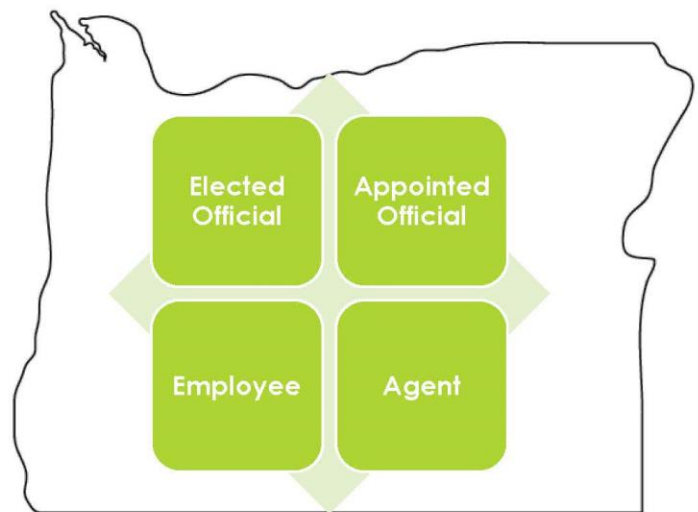 Elected
Official
Appointed
Official
Employee
Agent